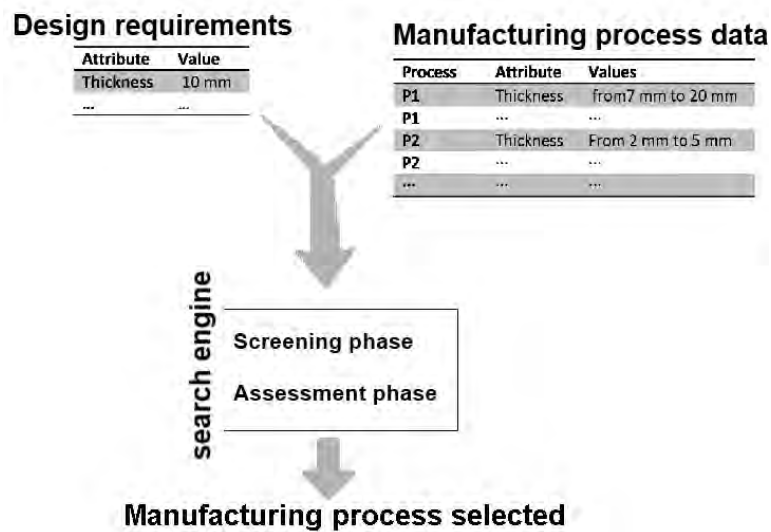 Design requirements
Attribute Value
Thickness 10 mm
... ...
Manufacturing process data
Process Attribute Values
P1 Thickness from7 mm to 20 mm
P1 ... ...
P2 Thickness From 2 mm to 5 mm
P2 ... ...
... ... ...
search engine
Screening phase
Assessment phase
Manufacturing process selected